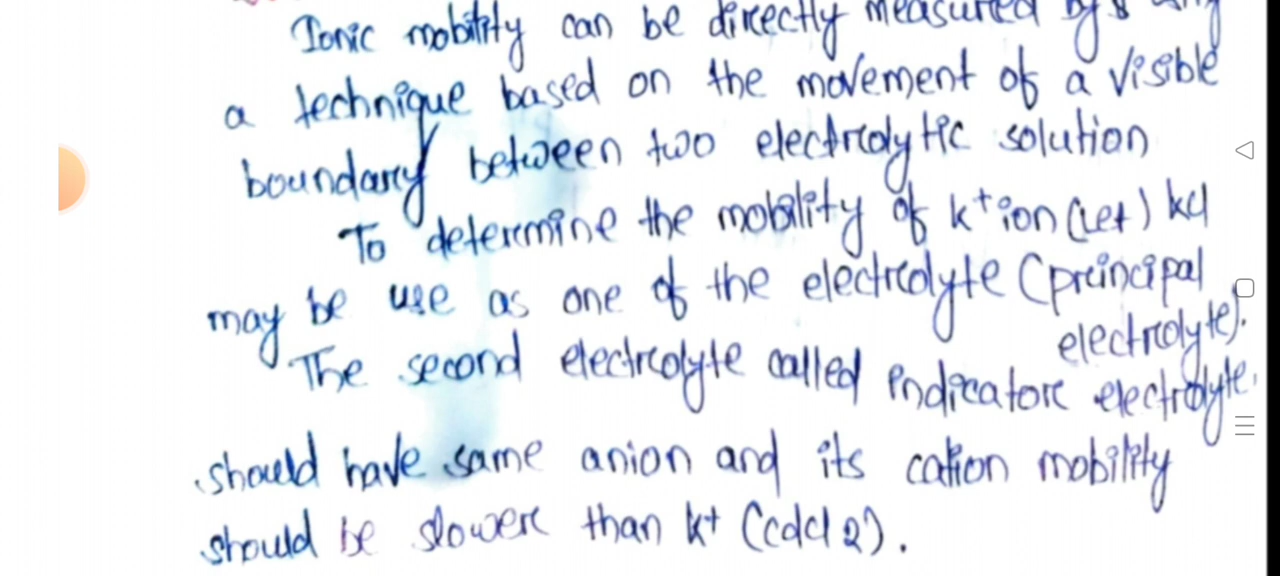 Ionic mobility can be directly measured by
a technique based on the movement of a visible
boundary between two electrolytic solution
To determine the mobility of k+ ion (let) kcl
may be use as one of the electrolyte (principal
electrolyte).
The second electrolyte called indicator electrolyte.
should have same anion and its cation mobility
should be slower than k+ (cdcl2).